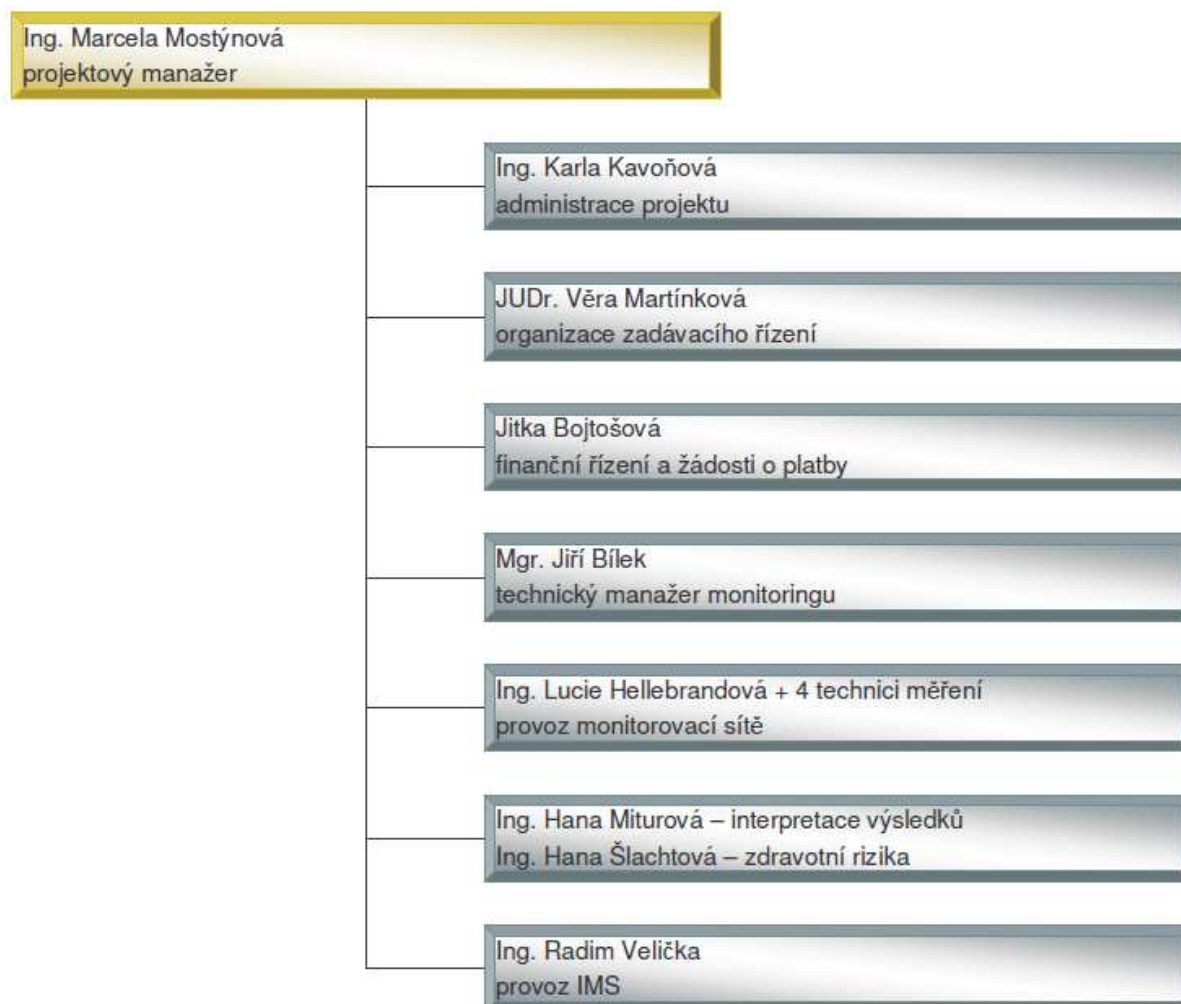 Ing. Marcela Mostýnová
projektový manažer
Ing. Karla Kavoňová
administrace projektu
JUDr. Věra Martínková
organizace zadávacího řízení
Jitka Bojtošová
finanční řízení a žádosti o platby
Mgr. Jiří Bílek
technický manažer monitoringu
Ing. Lucie Hellebrandová + 4 technici měření
provoz monitorovací sítě
Ing. Hana Miturová – interpretace výsledků
Ing. Hana Šlachtová – zdravotní rizika
Ing. Radim Velička
provoz IMS